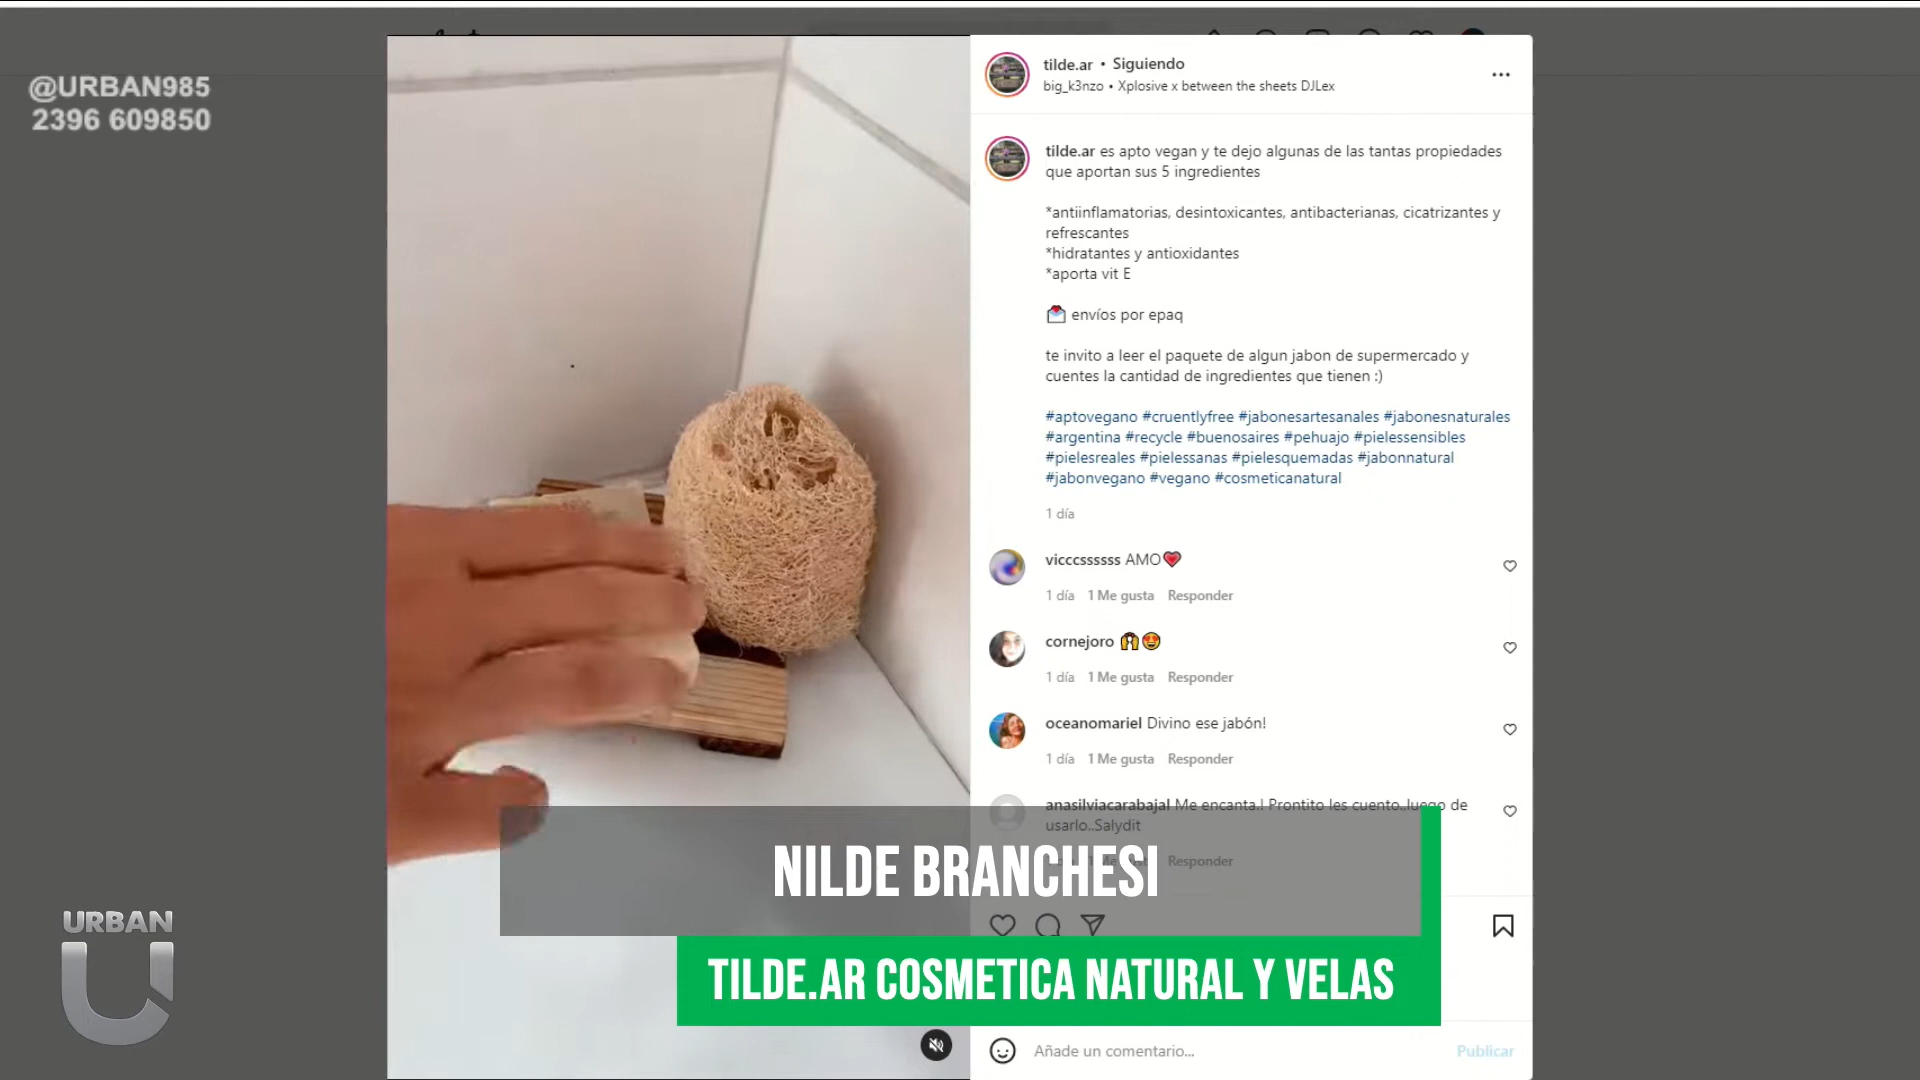 @URBAN985
2396 609850
tilde.ar • Siguiendo
big_k3nzo • Xplosive x between the sheets DJLex
tilde.ar es apto vegan y te dejo algunas de las tantas propiedades
que aportan sus 5 ingredientes
*antiinflamatorias, desintoxicantes, antibacterianas, cicatrizantes y
refrescantes
*hidratantes y antioxidantes
*aporta vit E
💌 envíos por epaq
te invito a leer el paquete de algun jabon de supermercado y
cuentes la cantidad de ingredientes que tienen :)
#aptovegano #cruentlyfree #jabonesartesanales #jabonesnaturales
#argentina #recycle #buenosaires #pehuajo #pielessensibles
#pielesreales #pielessanas #pielesquemadas #jabonnatural
#jabonvegano #vegano #cosmeticanatural
1 día
vicccssssss AMO💗
1 día 1 Me gusta Responder
cornejoro 🙌😍
1 día 1 Me gusta Responder
oceanomariel Divino ese jabón!
1 día 1 Me gusta Responder
anasilviacarabajal Me encanta.! Prontito les cuento..luego de
usarlo..Salydit
Responder
NILDE BRANCHESI
TILDE.AR COSMETICA NATURAL Y VELAS
URBAN
Añade un comentario...
Publicar